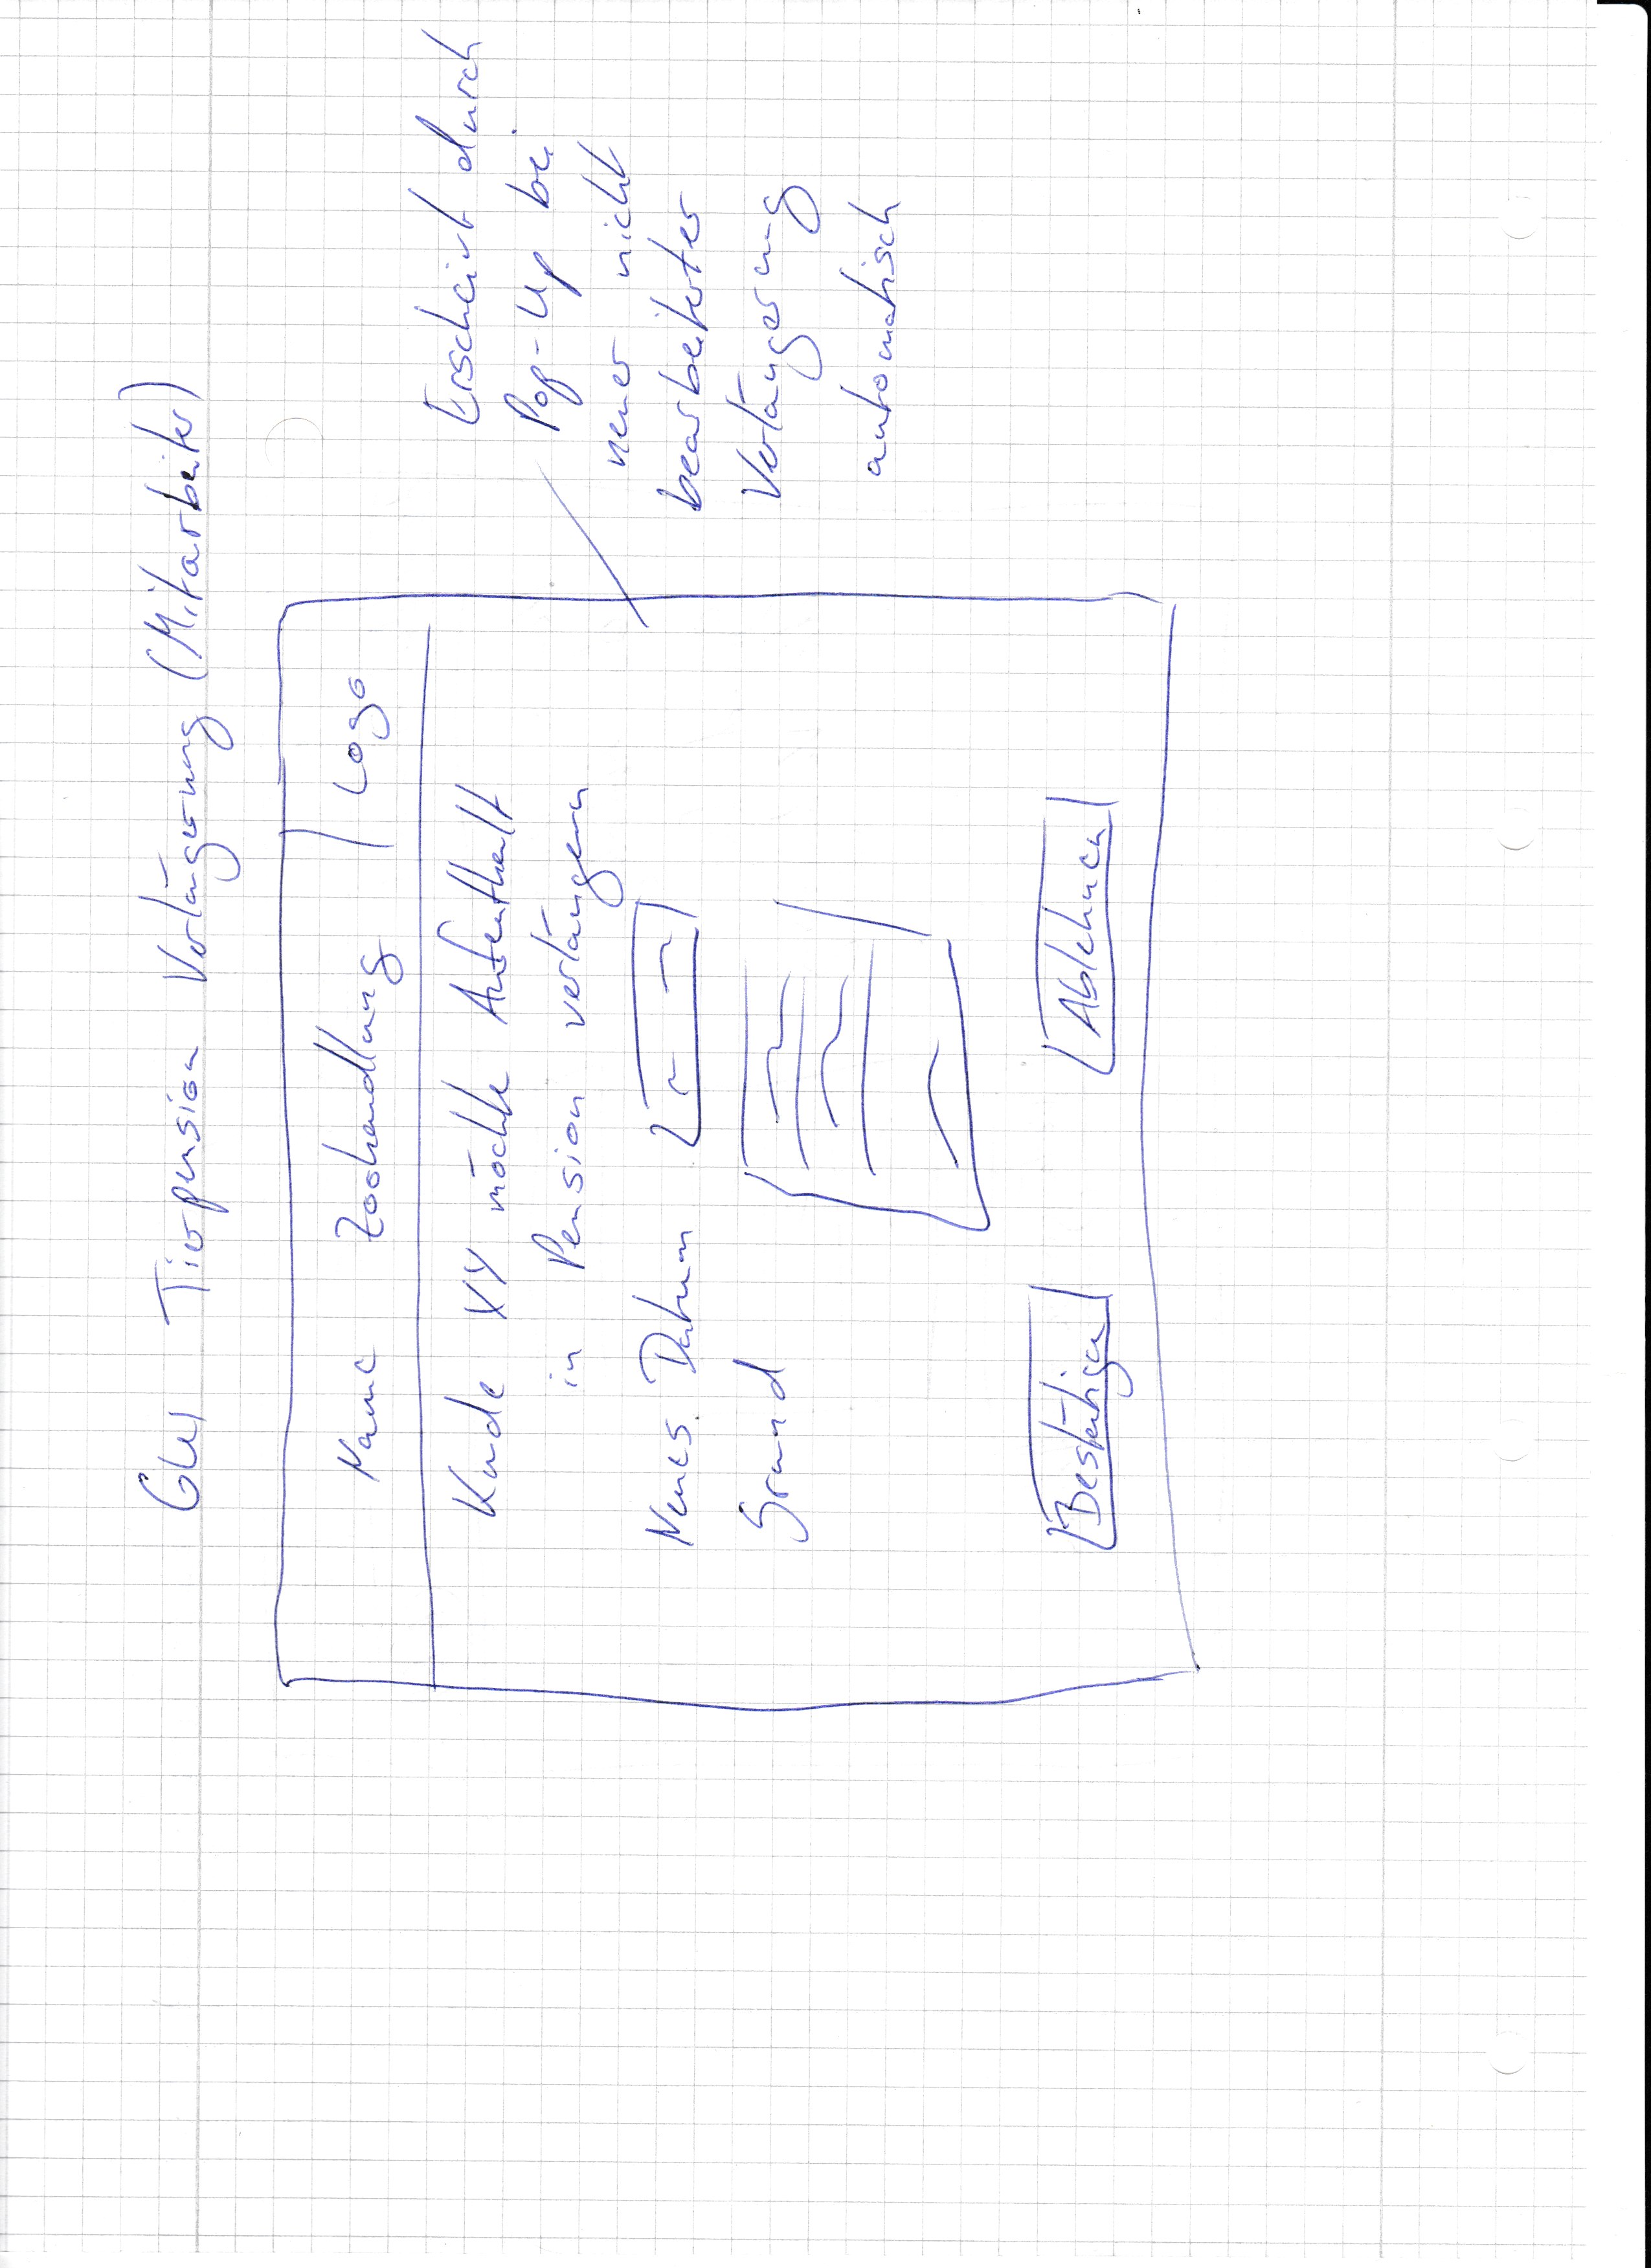 GUI Tierpension Verlängerung (Mitarbeiter)
Name Zoohandlung | Logo
Kunde XY möchte Aufenthalt
in Pension verlängern
Neues Datum
Grund
Bestätigen
Ablehnen
Erscheint durch
Pop-Up bei
neuer nicht
bearbeiteter
Verlängerung
automatisch